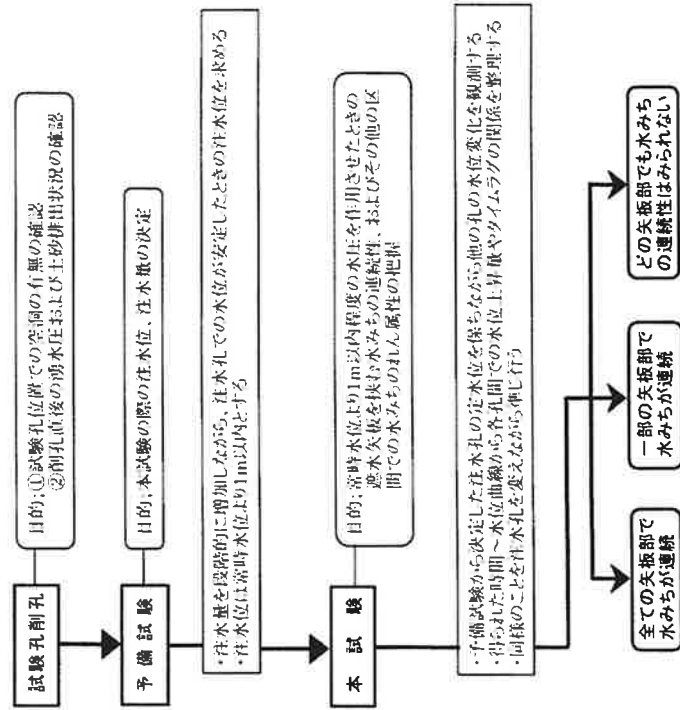 試験孔削孔
目的;①試験孔位置での空洞の有無の確認
②削孔直後の湧水圧および土砂排出状況の確認
予備試験
目的;本試験の際の注水位、注水量の決定
・注水量を段階的に増加しながら、注水孔での水位が安定したときの注水位を求める
・注水位は常時水位より1m以内とする
本試験
目的;常時水位より1m以内程度の水圧を作用させたときの
遮水矢板を挟む水みちの連続性、およびその他の区
間での水みちのれん属性の把握
・予備試験から決定した注水孔の定水位を保ちながら他の孔の水位変化を観測する
・得られた時間～水位曲線から各孔間での水位上昇量やタイムラグの関係を整理する
・同様のことを注水孔を変えながら準じ行う
全ての矢板部で
水みちが連続
一部の矢板部で
水みちが連続
どの矢板部でも水みち
の連続性はみられない